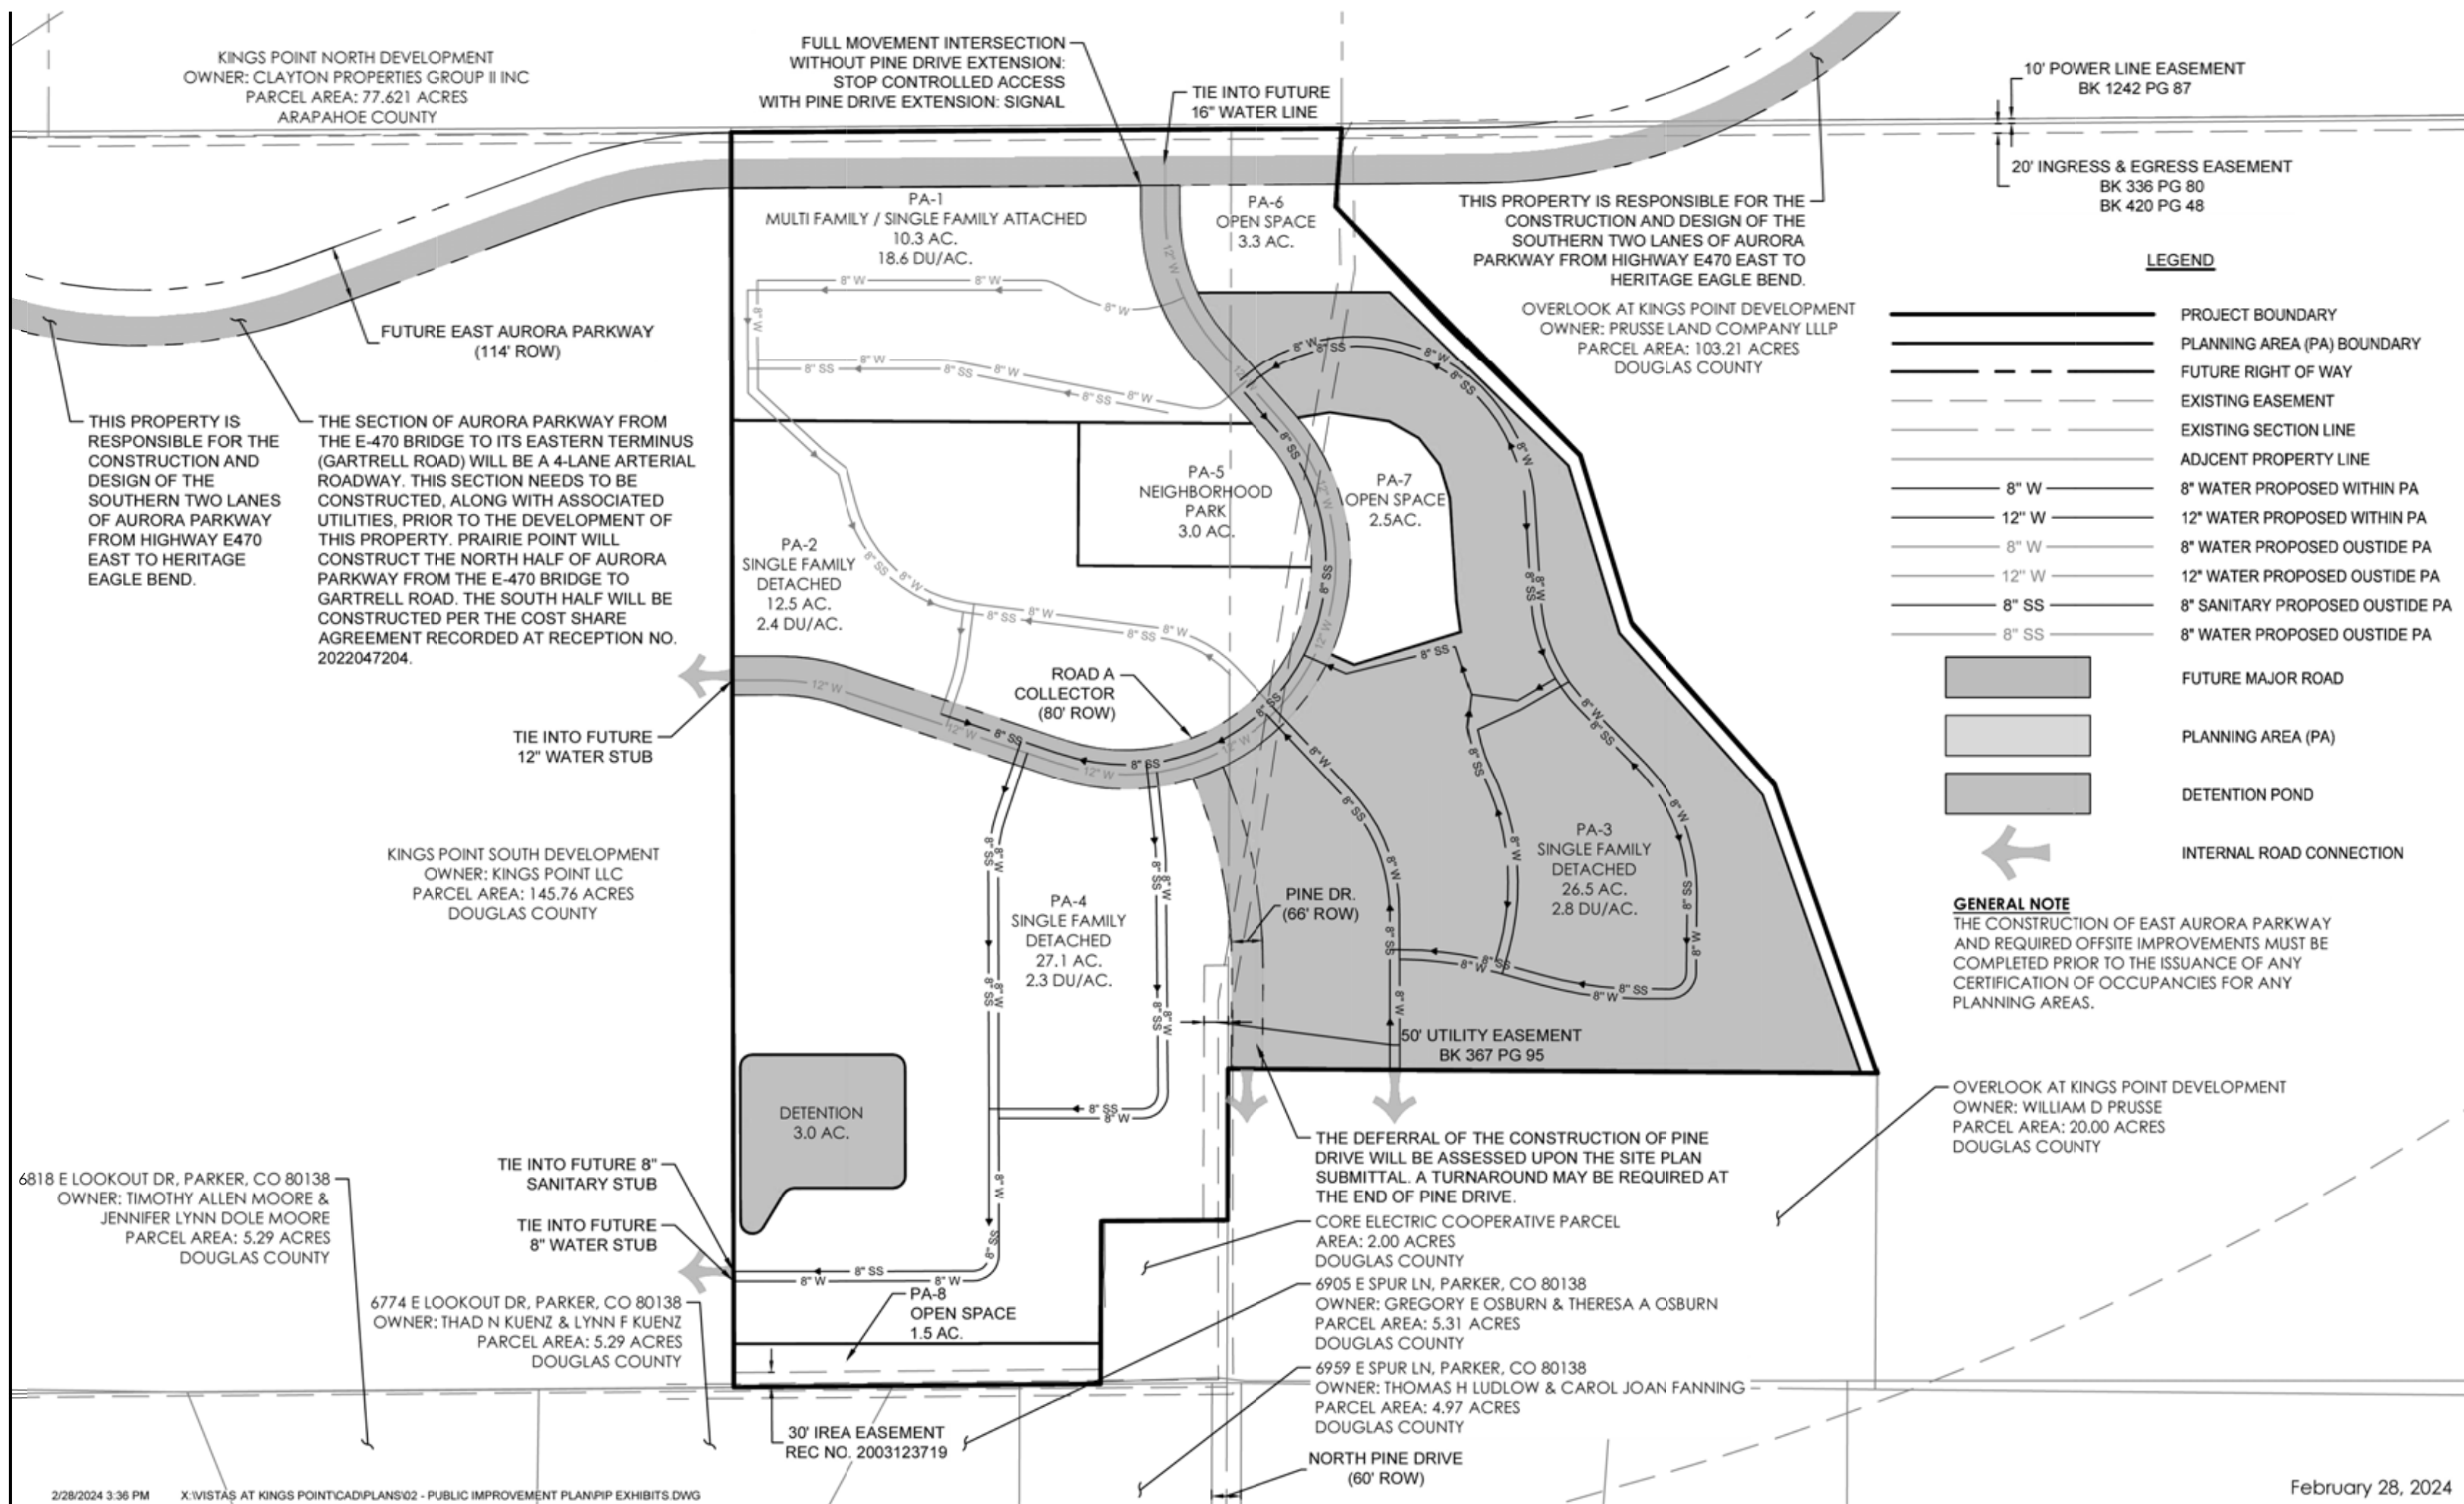 KINGS POINT NORTH DEVELOPMENT
OWNER: CLAYTON PROPERTIES GROUP II INC
PARCEL AREA: 77.621 ACRES
ARAPAHOE COUNTY
FULL MOVEMENT INTERSECTION
WITHOUT PINE DRIVE EXTENSION:
STOP CONTROLLED ACCESS
WITH PINE DRIVE EXTENSION: SIGNAL
TIE INTO FUTURE
16" WATER LINE
10' POWER LINE EASEMENT
BK 1242 PG 87
20' INGRESS & EGRESS EASEMENT
BK 336 PG 80
BK 420 PG 48
PA-1
MULTI FAMILY / SINGLE FAMILY ATTACHED
10.3 AC.
18.6 DU/AC.
PA-6
OPEN SPACE
3.3 AC.
THIS PROPERTY IS RESPONSIBLE FOR THE
CONSTRUCTION AND DESIGN OF THE
SOUTHERN TWO LANES OF AURORA
PARKWAY FROM HIGHWAY E470 EAST TO
HERITAGE EAGLE BEND.
OVERLOOK AT KINGS POINT DEVELOPMENT
OWNER: PRUSSE LAND COMPANY LLLP
PARCEL AREA: 103.21 ACRES
DOUGLAS COUNTY
FUTURE EAST AURORA PARKWAY
(114' ROW)
THIS PROPERTY IS
RESPONSIBLE FOR THE
CONSTRUCTION AND
DESIGN OF THE
SOUTHERN TWO LANES
OF AURORA PARKWAY
FROM HIGHWAY E470
EAST TO HERITAGE
EAGLE BEND.
THE SECTION OF AURORA PARKWAY FROM
THE E-470 BRIDGE TO ITS EASTERN TERMINUS
(GARTRELL ROAD) WILL BE A 4-LANE ARTERIAL
ROADWAY. THIS SECTION NEEDS TO BE
CONSTRUCTED, ALONG WITH ASSOCIATED
UTILITIES, PRIOR TO THE DEVELOPMENT OF
THIS PROPERTY. PRAIRIE POINT WILL
CONSTRUCT THE NORTH HALF OF AURORA
PARKWAY FROM THE E-470 BRIDGE TO
GARTRELL ROAD. THE SOUTH HALF WILL BE
CONSTRUCTED PER THE COST SHARE
AGREEMENT RECORDED AT RECEPTION NO.
2022047204.
LEGEND
PROJECT BOUNDARY
PLANNING AREA (PA) BOUNDARY
FUTURE RIGHT OF WAY
EXISTING EASEMENT
EXISTING SECTION LINE
ADJCENT PROPERTY LINE
8" W 8" WATER PROPOSED WITHIN PA
12" W 12" WATER PROPOSED WITHIN PA
8" W 8" WATER PROPOSED OUSTIDE PA
12" W 12" WATER PROPOSED OUSTIDE PA
8" SS 8" SANITARY PROPOSED OUSTIDE PA
8" SS 8" WATER PROPOSED OUSTIDE PA
FUTURE MAJOR ROAD
PLANNING AREA (PA)
DETENTION POND
INTERNAL ROAD CONNECTION
GENERAL NOTE
THE CONSTRUCTION OF EAST AURORA PARKWAY
AND REQUIRED OFFSITE IMPROVEMENTS MUST BE
COMPLETED PRIOR TO THE ISSUANCE OF ANY
CERTIFICATION OF OCCUPANCIES FOR ANY
PLANNING AREAS.
PA-5
NEIGHBORHOOD
PARK
3.0 AC.
PA-7
OPEN SPACE
2.5AC.
PA-2
SINGLE FAMILY
DETACHED
12.5 AC.
2.4 DU/AC.
ROAD A
COLLECTOR
(80' ROW)
TIE INTO FUTURE
12" WATER STUB
KINGS POINT SOUTH DEVELOPMENT
OWNER: KINGS POINT LLC
PARCEL AREA: 145.76 ACRES
DOUGLAS COUNTY
PA-4
SINGLE FAMILY
DETACHED
27.1 AC.
2.3 DU/AC.
PINE DR.
(66' ROW)
PA-3
SINGLE FAMILY
DETACHED
26.5 AC.
2.8 DU/AC.
50' UTILITY EASEMENT
BK 367 PG 95
DETENTION
3.0 AC.
OVERLOOK AT KINGS POINT DEVELOPMENT
OWNER: WILLIAM D PRUSSE
PARCEL AREA: 20.00 ACRES
DOUGLAS COUNTY
THE DEFERRAL OF THE CONSTRUCTION OF PINE
DRIVE WILL BE ASSESSED UPON THE SITE PLAN
SUBMITTAL. A TURNAROUND MAY BE REQUIRED AT
THE END OF PINE DRIVE.
TIE INTO FUTURE 8"
SANITARY STUB
TIE INTO FUTURE
8" WATER STUB
6818 E LOOKOUT DR, PARKER, CO 80138
OWNER: TIMOTHY ALLEN MOORE &
JENNIFER LYNN DOLE MOORE
PARCEL AREA: 5.29 ACRES
DOUGLAS COUNTY
6774 E LOOKOUT DR, PARKER, CO 80138
OWNER: THAD N KUENZ & LYNN F KUENZ
PARCEL AREA: 5.29 ACRES
DOUGLAS COUNTY
PA-8
OPEN SPACE
1.5 AC.
CORE ELECTRIC COOPERATIVE PARCEL
AREA: 2.00 ACRES
DOUGLAS COUNTY
6905 E SPUR LN, PARKER, CO 80138
OWNER: GREGORY E OSBURN & THERESA A OSBURN
PARCEL AREA: 5.31 ACRES
DOUGLAS COUNTY
6959 E SPUR LN, PARKER, CO 80138
OWNER: THOMAS H LUDLOW & CAROL JOAN FANNING
PARCEL AREA: 4.97 ACRES
DOUGLAS COUNTY
30' IREA EASEMENT
REC NO. 2003123719
NORTH PINE DRIVE
(60' ROW)
2/28/2024 3:36 PM X:\VISTAS AT KINGS POINT\CAD\PLANS\02 - PUBLIC IMPROVEMENT PLAN\PIP EXHIBITS.DWG
February 28, 2024